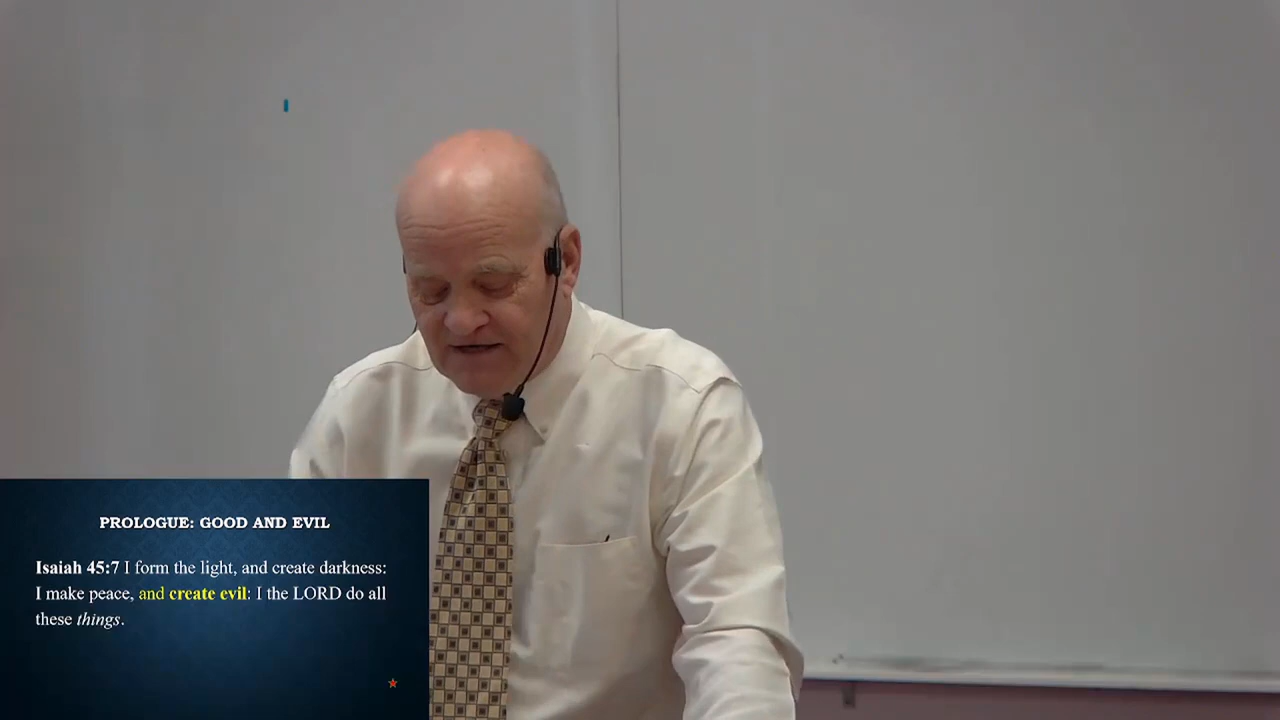 PROLOGUE: GOOD AND EVIL
Isaiah 45:7 I form the light, and create darkness:
I make peace, and create evil: I the LORD do all
these things.